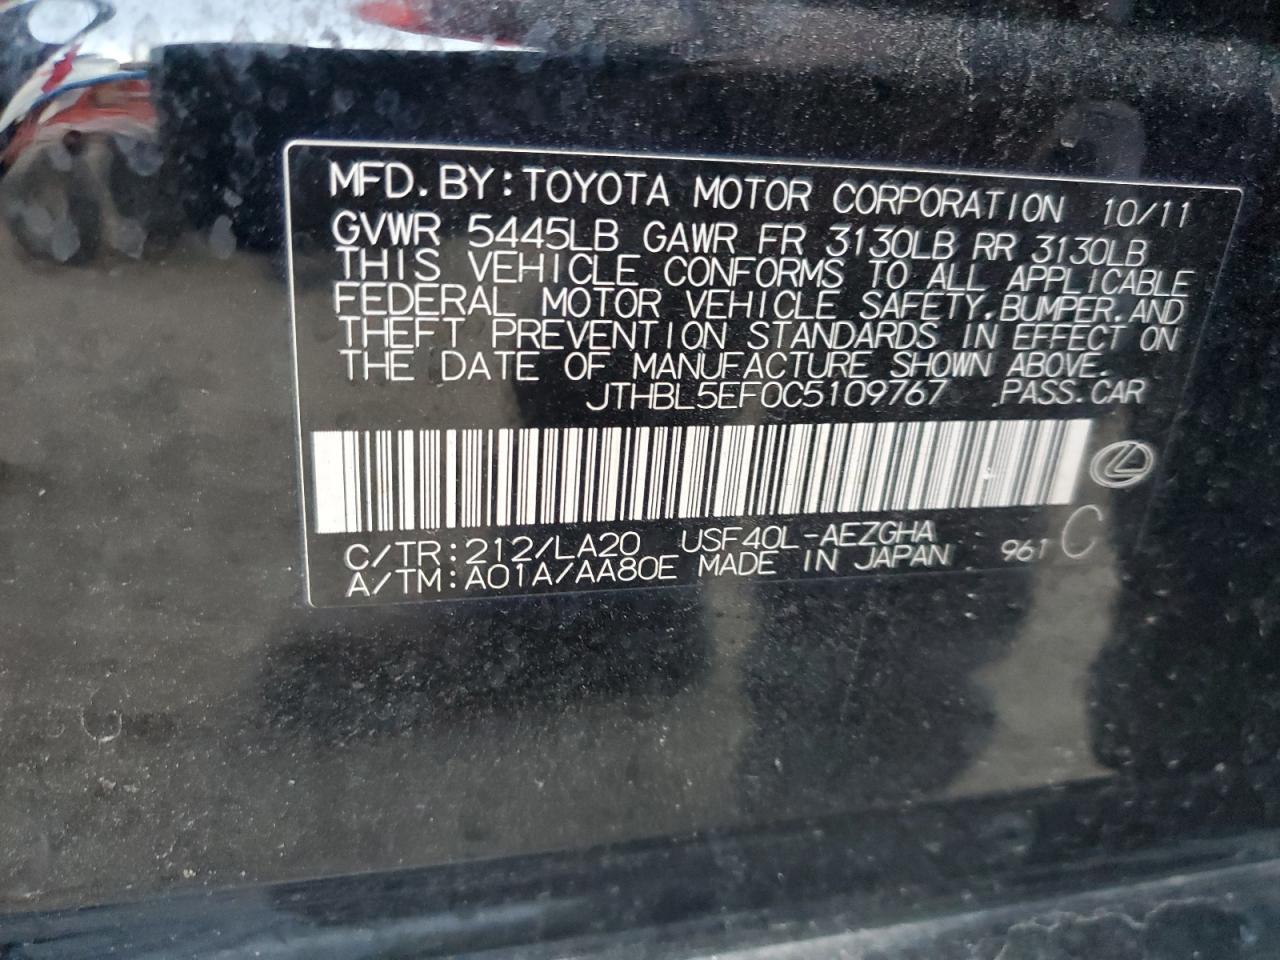 MFD. BY: TOYOTA MOTOR CORPORATION 10/11
GVWR 5445LB GAWR FR 3130LB RR 3130LB
THIS VEHICLE CONFORMS TO ALL APPLICABLE
FEDERAL MOTOR VEHICLE SAFETY, BUMPER, AND
THEFT PREVENTION STANDARDS IN EFFECT ON
THE DATE OF MANUFACTURE SHOWN ABOVE.
JTHBL5EF0C5109767 PASS. CAR
C/TR: 212/LA20 USF40L-AEZGHA
A/TM: A01A/AA80E MADE IN JAPAN 961 C